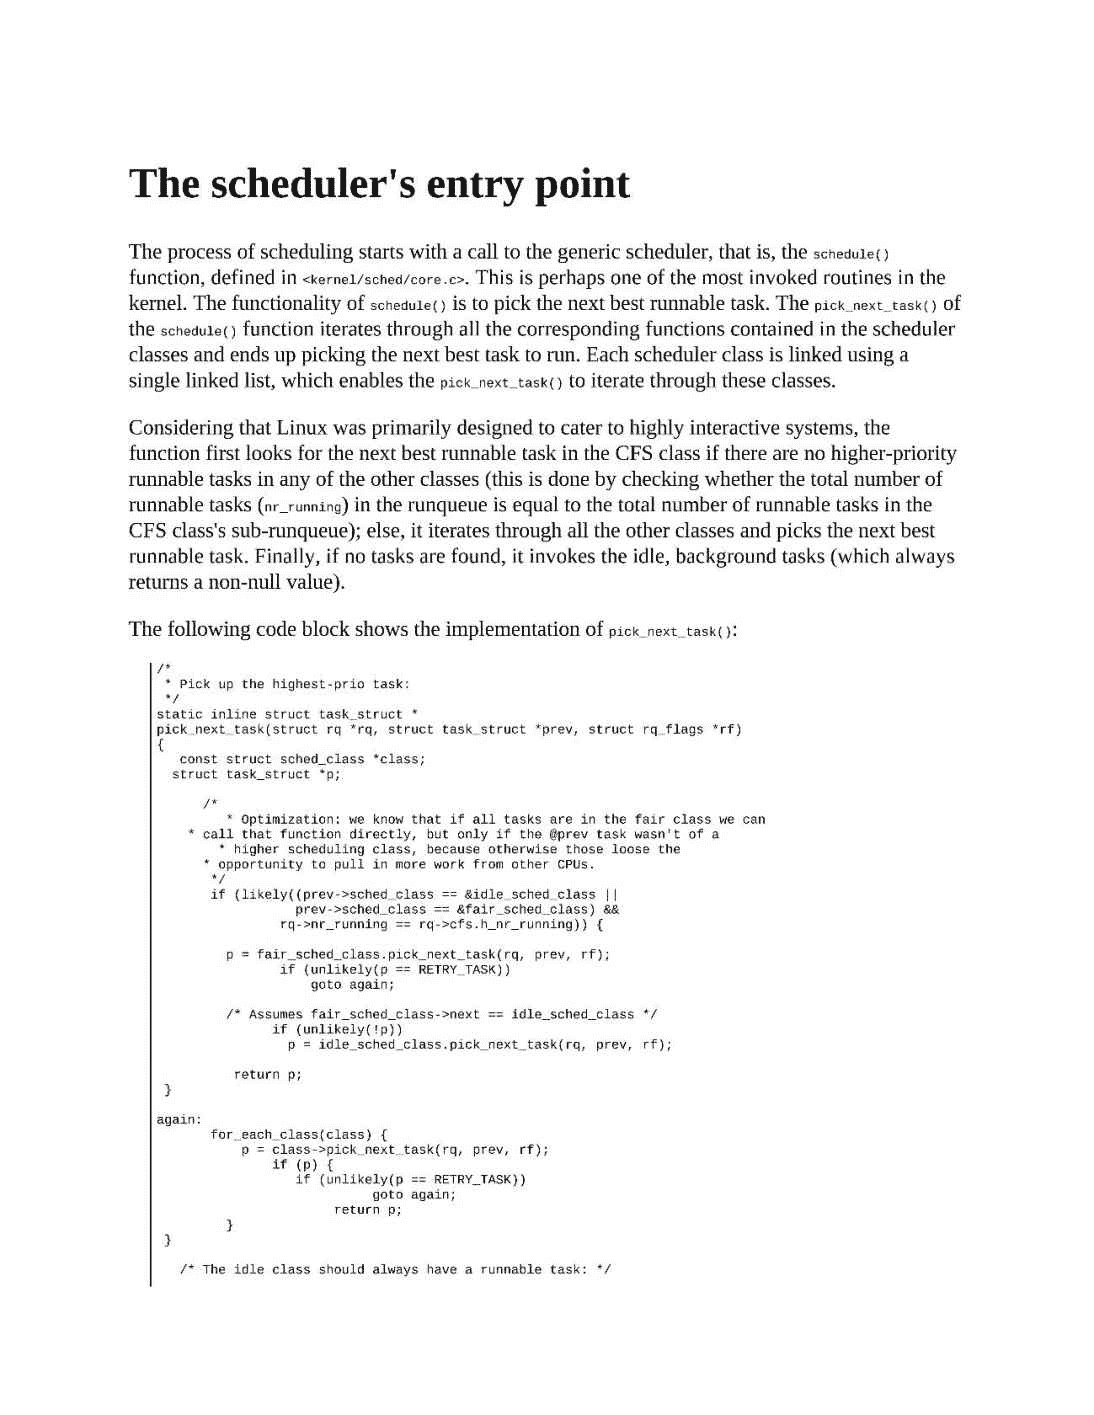 The scheduler's entry point
The process of scheduling starts with a call to the generic scheduler, that is, the schedule()
function, defined in <kernel/sched/core.c>. This is perhaps one of the most invoked routines in the
kernel. The functionality of schedule() is to pick the next best runnable task. The pick_next_task() of
the schedule() function iterates through all the corresponding functions contained in the scheduler
classes and ends up picking the next best task to run. Each scheduler class is linked using a
single linked list, which enables the pick_next_task() to iterate through these classes.
Considering that Linux was primarily designed to cater to highly interactive systems, the
function first looks for the next best runnable task in the CFS class if there are no higher-priority
runnable tasks in any of the other classes (this is done by checking whether the total number of
runnable tasks (nr_running) in the runqueue is equal to the total number of runnable tasks in the
CFS class's sub-runqueue); else, it iterates through all the other classes and picks the next best
runnable task. Finally, if no tasks are found, it invokes the idle, background tasks (which always
returns a non-null value).
The following code block shows the implementation of pick_next_task():
/*
* Pick up the highest-prio task:
*/
static inline struct task_struct *
pick_next_task(struct rq *rq, struct task_struct *prev, struct rq_flags *rf)
{
const struct sched_class *class;
struct task_struct *p;
/*
* Optimization: we know that if all tasks are in the fair class we can
* call that function directly, but only if the @prev task wasn't of a
* higher scheduling class, because otherwise those loose the
* opportunity to pull in more work from other CPUs.
*/
if (likely((prev->sched_class == &idle_sched_class ||
prev->sched_class == &fair_sched_class) &&
rq->nr_running == rq->cfs.h_nr_running)) {
p = fair_sched_class.pick_next_task(rq, prev, rf);
if (unlikely(p == RETRY_TASK))
goto again;
/* Assumes fair_sched_class->next == idle_sched_class */
if (unlikely(!p))
p = idle_sched_class.pick_next_task(rq, prev, rf);
return p;
}
again:
for_each_class(class) {
p = class->pick_next_task(rq, prev, rf);
if (p) {
if (unlikely(p == RETRY_TASK))
goto again;
return p;
}
}
/* The idle class should always have a runnable task: */